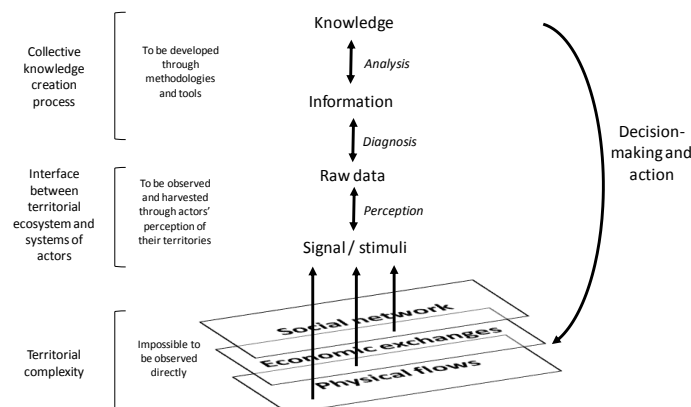 Collective
knowledge
creation
process
To be developed
through
methodologies
and tools
Knowledge
Analysis
Information
Diagnosis
Decision-
making and
action
Interface
between
territorial
ecosystem and
systems of
actors
To be observed
and harvested
through actors'
perception of
their territories
Raw data
Perception
Signal / stimuli
Territorial
complexity
Impossible to
be observed
directly
Social network
Economic exchanges
Physical flows